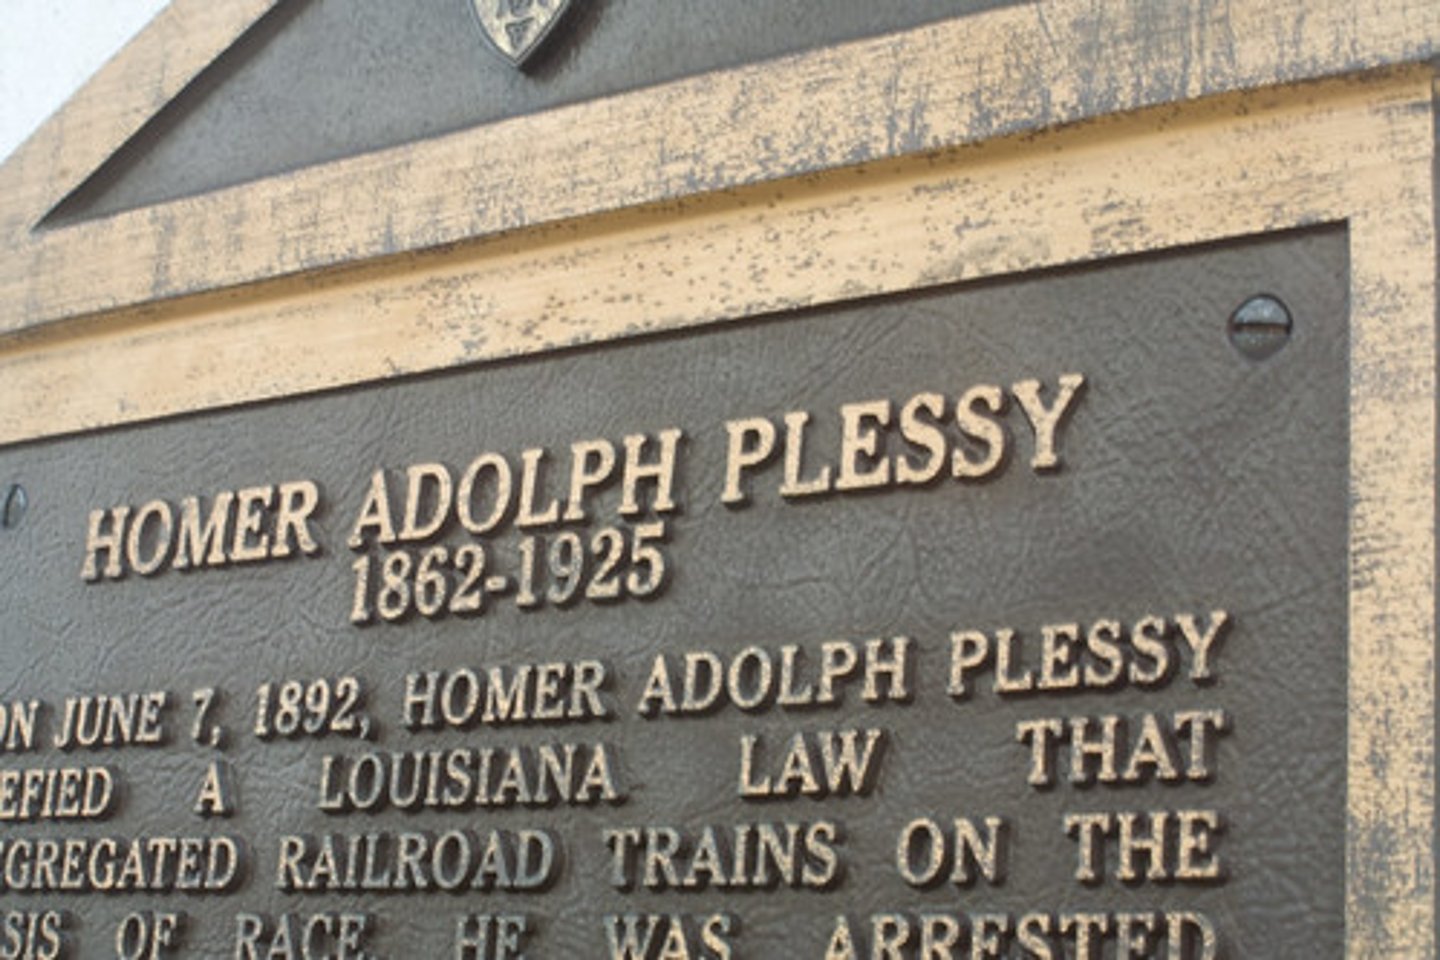 HOMER ADOLPH PLESSY
1862-1925
ON JUNE 7, 1892, HOMER ADOLPH PLESSY
EFIED A LOUISIANA LAW THAT
EGREGATED RAILROAD TRAINS ON THE
SIS OF RACE. HE WAS ARRESTED